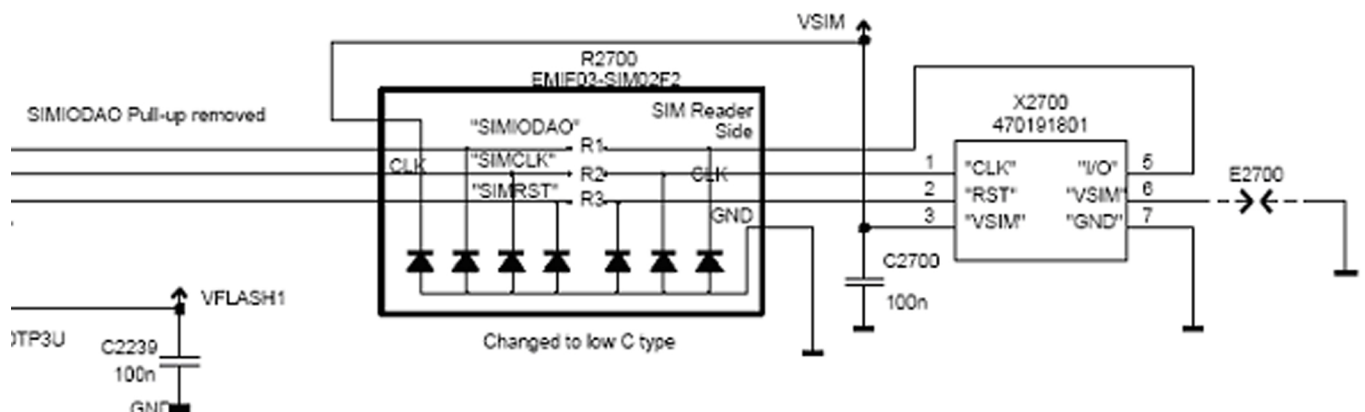 VSIM
R2700
EMIF03-SIM02F2
SIMIODAO Pull-up removed
SIM Reader
Side
"SIMIODAO"
R1
X2700
470191801
CLK
"SIMCLK"
R2
CLK
1
"CLK"
"I/O"
5
"SIMRST"
R3
2
"RST"
"VSIM"
6
E2700
GND
3
"VSIM"
"GND"
7
C2700
100n
VFLASH1
Changed to low C type
C2239
100n
GND